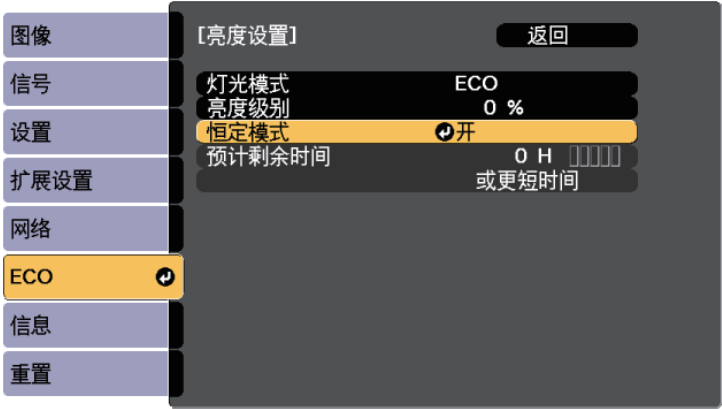 图像
信号
设置
扩展设置
网络
ECO
信息
重置
[亮度设置] 返回
灯光模式 ECO
亮度级别 0 %
恒定模式 开
预计剩余时间 0 H
或更短时间